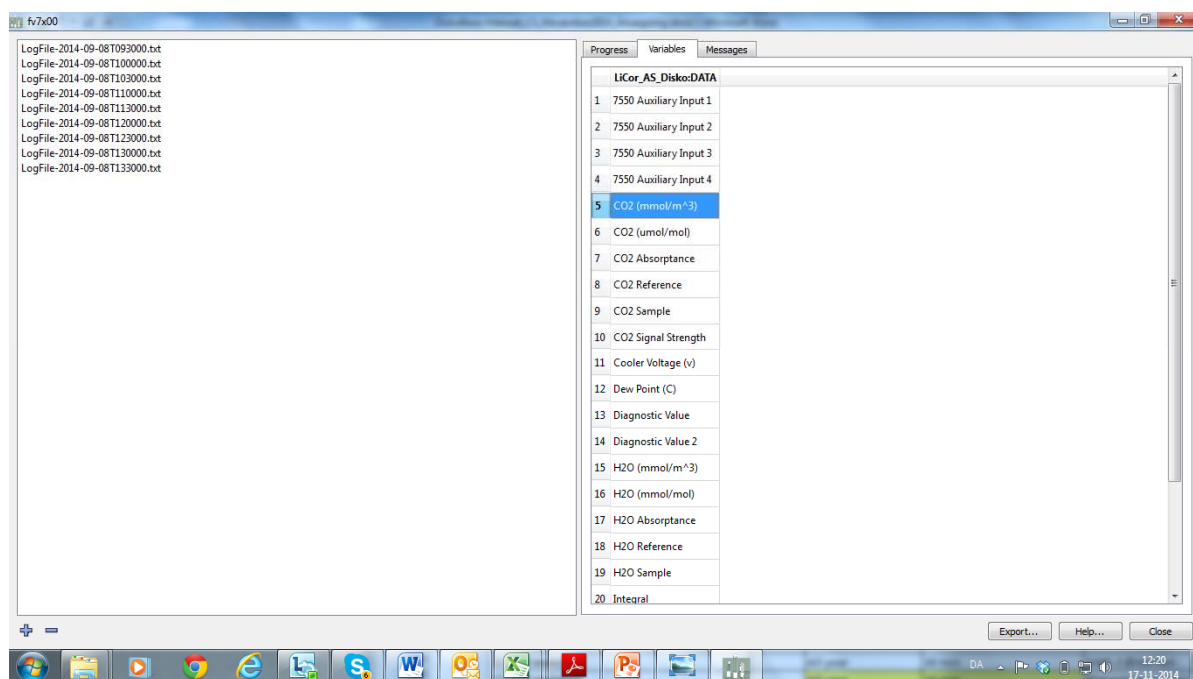 fv7x00
LogFile-2014-09-08T093000.txt
LogFile-2014-09-08T100000.txt
LogFile-2014-09-08T103000.txt
LogFile-2014-09-08T110000.txt
LogFile-2014-09-08T113000.txt
LogFile-2014-09-08T120000.txt
LogFile-2014-09-08T123000.txt
LogFile-2014-09-08T130000.txt
LogFile-2014-09-08T133000.txt
Progress Variables Messages
LiCor_AS_Disko:DATA
1 7550 Auxiliary Input 1
2 7550 Auxiliary Input 2
3 7550 Auxiliary Input 3
4 7550 Auxiliary Input 4
5 CO2 (mmol/m^3)
6 CO2 (umol/mol)
7 CO2 Absorptance
8 CO2 Reference
9 CO2 Sample
10 CO2 Signal Strength
11 Cooler Voltage (v)
12 Dew Point (C)
13 Diagnostic Value
14 Diagnostic Value 2
15 H2O (mmol/m^3)
16 H2O (mmol/mol)
17 H2O Absorptance
18 H2O Reference
19 H2O Sample
20 Integral
Export... Help... Close
DA 12:20
17-11-2014